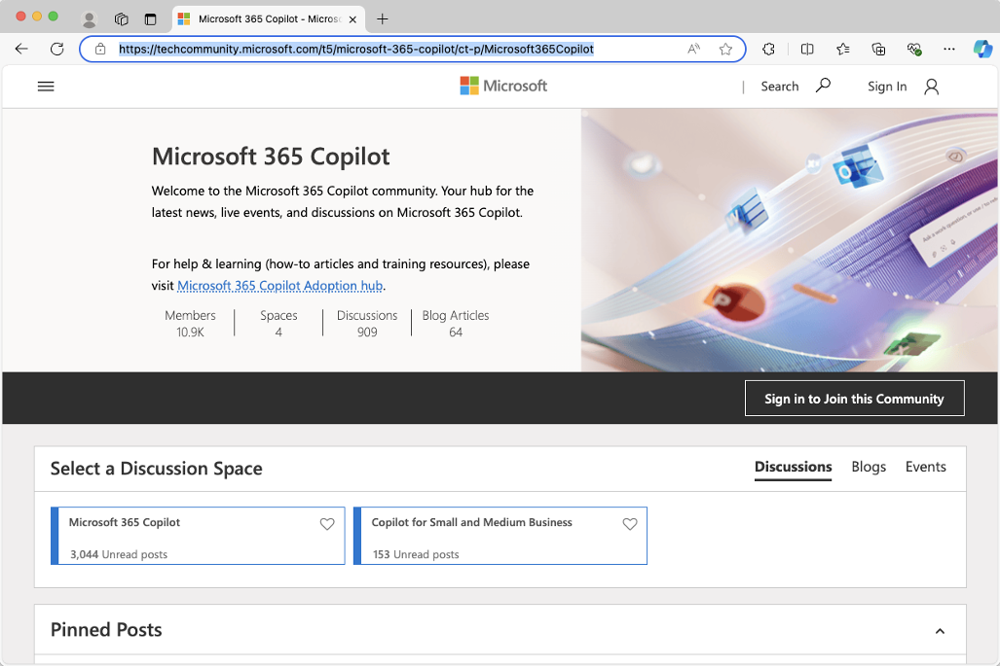 Microsoft 365 Copilot - Micros
https://techcommunity.microsoft.com/t5/microsoft-365-copilot/ct-p/Microsoft365Copilot
Microsoft
Search
Sign In
Microsoft 365 Copilot
Welcome to the Microsoft 365 Copilot community. Your hub for the
latest news, live events, and discussions on Microsoft 365 Copilot.
For help & learning (how-to articles and training resources), please
visit Microsoft 365 Copilot Adoption hub.
Members Spaces Discussions Blog Articles
10.9K 4 909 64
Sign in to Join this Community
Select a Discussion Space
Discussions Blogs Events
Microsoft 365 Copilot
3,044 Unread posts
Copilot for Small and Medium Business
153 Unread posts
Pinned Posts